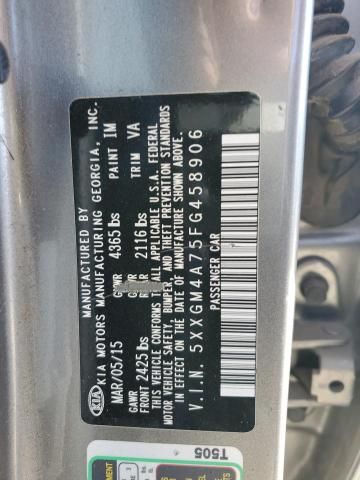 KIA
MANUFACTURED BY
KIA MOTORS MANUFACTURING GEORGIA, INC.
MAR/05/15 GVWR 4365 lbs PAINT IM
GAWR FRONT 2425 lbs GAWR REAR 2116 lbs TRIM VA
THIS VEHICLE CONFORMS TO ALL APPLICABLE U.S.A. FEDERAL
MOTOR VEHICLE SAFETY, BUMPER, AND THEFT PREVENTION STANDARDS
IN EFFECT ON THE DATE OF MANUFACTURE SHOWN ABOVE.
V.I.N. 5XXGM4A75FG458906
PASSENGER CAR
T505